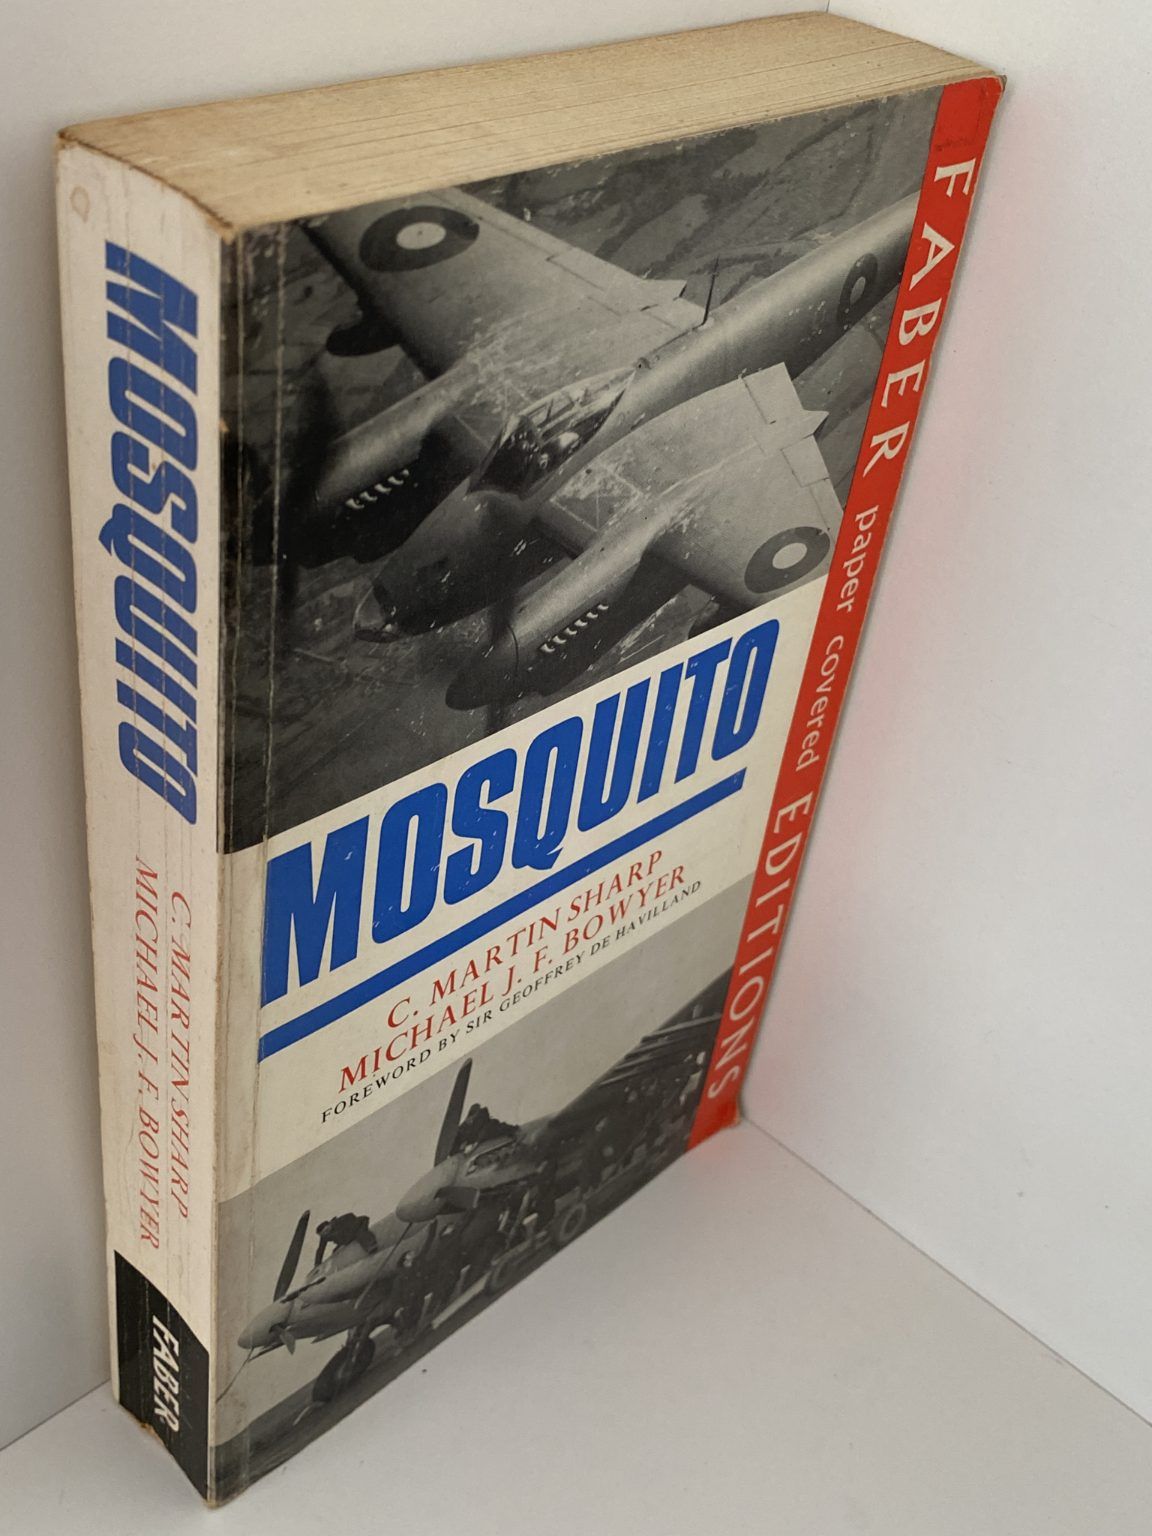 MOSQUITO
C. MARTIN SHARP
MICHAEL J. F. BOWYER
FABER
FABER
MOSQUITO
C. MARTIN SHARP
MICHAEL J. F. BOWYER
FOREWORD BY SIR GEOFFREY DE HAVILLAND
FABER paper covered EDITIONS